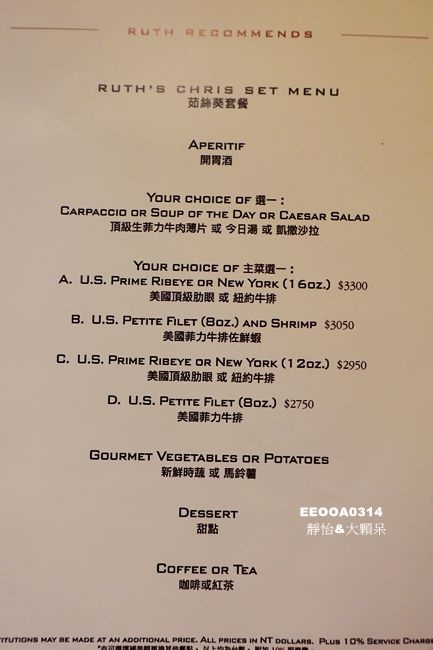 RUTH RECOMMENDS
RUTH'S CHRIS SET MENU
茹絲葵套餐
APERITIF
開胃酒
YOUR CHOICE OF 選一：
CARPACCIO OR SOUP OF THE DAY OR CAESAR SALAD
頂級生菲力牛肉薄片 或 今日湯 或 凱撒沙拉
YOUR CHOICE OF 主菜選一：
A. U.S. PRIME RIBEYE OR NEW YORK (16OZ.) $3300
美國頂級肋眼 或 紐約牛排
B. U.S. PETITE FILET (8OZ.) AND SHRIMP $3050
美國菲力牛排佐鮮蝦
C. U.S. PRIME RIBEYE OR NEW YORK (12OZ.) $2950
美國頂級肋眼 或 紐約牛排
D. U.S. PETITE FILET (8OZ.) $2750
美國菲力牛排
GOURMET VEGETABLES OR POTATOES
新鮮時蔬 或 馬鈴薯
DESSERT
甜點
EEOOA0314
靜怡&大顆呆
COFFEE OR TEA
咖啡或紅茶
TITUTIONS MAY BE MADE AT AN ADDITIONAL PRICE. ALL PRICES IN NT DOLLARS. PLUS 10% SERVICE CHARG